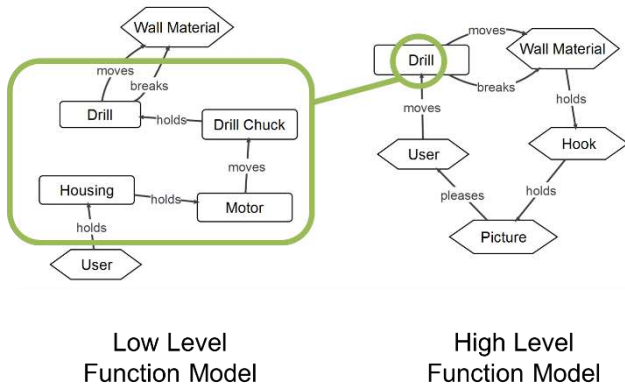 Wall Material
moves
breaks
Drill
holds
Drill Chuck
moves
Housing
holds
Motor
holds
User
Drill
moves
Wall Material
breaks
moves
holds
User
Hook
pleases
holds
Picture
Low Level
Function Model
High Level
Function Model